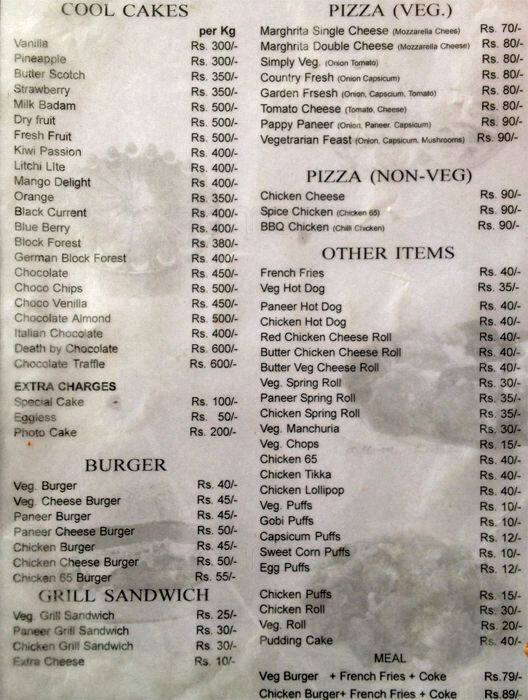 COOL CAKES
per Kg
Vanilla Rs. 300/-
Pineapple Rs. 300/-
Butter Scotch Rs. 350/-
Strawberry Rs. 350/-
Milk Badam Rs. 500/-
Dry fruit Rs. 500/-
Fresh Fruit Rs. 500/-
Kiwi Passion Rs. 400/-
Litchi LIte Rs. 400/-
Mango Delight Rs. 400/-
Orange Rs. 350/-
Black Current Rs. 400/-
Blue Berry Rs. 400/-
Block Forest Rs. 380/-
German Block Forest Rs. 400/-
Chocolate Rs. 450/-
Choco Chips Rs. 500/-
Choco Venilla Rs. 450/-
Chocolate Almond Rs. 500/-
Italian Chocolate Rs. 400/-
Death by Chocolate Rs. 600/-
Chocolate Traffle Rs. 600/-
EXTRA CHARGES
Special Cake - Rs. 100/-
Eggless Rs. 50/-
Photo Cake Rs. 200/-
BURGER
Veg. Burger Rs. 40/-
Veg. Cheese Burger Rs. 45/-
Paneer Burger Rs. 45/-
Paneer Cheese Burger Rs. 50/-
Chicken Burger Rs. 45/-
Chicken Cheese Burger Rs. 50/-
Chicken 65 Burger Rs. 55/-
GRILL SANDWICH
Veg Grill Sandwich Rs. 25/-
Paneer Grill Sandwich Rs. 30/-
Chicken Grill Sandwich Rs. 30/-
Extra Cheese Rs. 10/-
PIZZA (VEG.)
Marghrita Single Cheese (Mozzarella Chees) Rs. 70/-
Marghrita Double Cheese (Mozzarella Cheese) Rs. 80/-
Simply Veg. (Onion Tomato) Rs. 80/-
Country Fresh (Onion Capsicum) Rs. 80/-
Garden Frsesh (Onion, Capscium, Tomato) Rs. 80/-
Tomato Cheese (Tomato, Cheese) Rs. 80/-
Pappy Paneer (Onion, Paneer, Capsicum) Rs. 90/-
Vegetrarian Feast (Onion, Capsicum, Mushrooms) Rs. 90/-
PIZZA (NON-VEG)
Chicken Cheese Rs. 90/-
Spice Chicken (Chicken 65) Rs. 90/-
BBQ Chicken (Chilli Chicken) Rs. 90/-
OTHER ITEMS
French Fries Rs. 40/-
Veg Hot Dog Rs. 35/-
Paneer Hot Dog Rs. 40/-
Chicken Hot Dog Rs. 40/-
Red Chicken Cheese Roll Rs. 40/-
Butter Chicken Cheese Roll Rs. 40/-
Butter Veg Cheese Roll Rs. 40/-
Veg. Spring Roll Rs. 30/-
Paneer Spring Roll Rs. 35/-
Chicken Spring Roll Rs. 35/-
Veg. Manchuria Rs. 30/-
Veg. Chops Rs. 15/-
Chicken 65 Rs. 40/-
Chicken Tikka Rs. 40/-
Chicken Lollipop Rs. 40/-
Veg. Puffs Rs. 10/-
Gobi Puffs Rs. 10/-
Capsicum Puffs Rs. 12/-
Sweet Corn Puffs Rs. 10/-
Egg Puffs Rs. 12/-
Chicken Puffs Rs. 15/-
Chicken Roll Rs. 30/-
Veg. Roll Rs. 20/-
Pudding Cake Rs. 40/-
MEAL
Veg Burger + French Fries + Coke Rs.79/-
Chicken Burger+ French Fries + Coke Rs.89/-